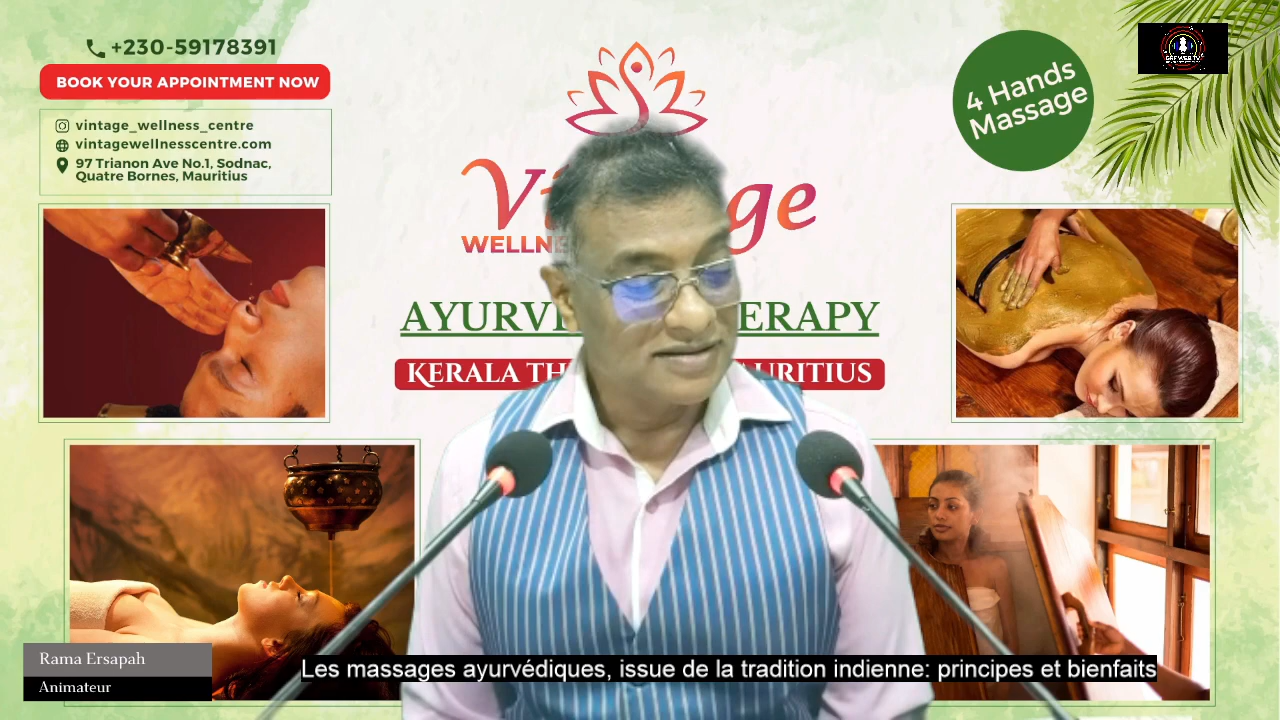 +230-59178391
BOOK YOUR APPOINTMENT NOW
vintage_wellness_centre
vintagewellnesscentre.com
97 Trianon Ave No.1, Sodnac,
Quatre Bornes, Mauritius
4 Hands
Massage
Rama Ersapah
Animateur
Les massages ayurvédiques, issue de la tradition indienne: principes et bienfaits